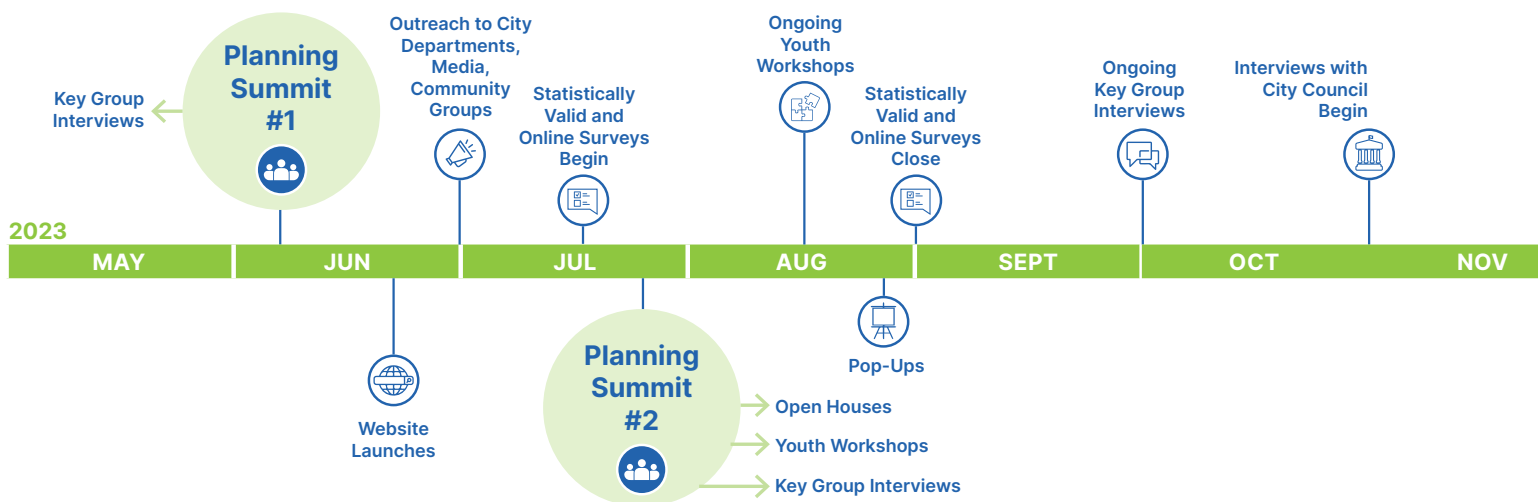 Key Group
Interviews
Planning
Summit
#1
Outreach to City
Departments,
Media,
Community
Groups
Statistically
Valid and
Online Surveys
Begin
Ongoing
Youth
Workshops
Statistically
Valid and
Online Surveys
Close
Ongoing
Key Group
Interviews
Interviews with
City Council
Begin
2023
MAY
JUN
JUL
AUG
SEPT
OCT
NOV
Website
Launches
Planning
Summit
#2
Pop-Ups
Open Houses
Youth Workshops
Key Group Interviews